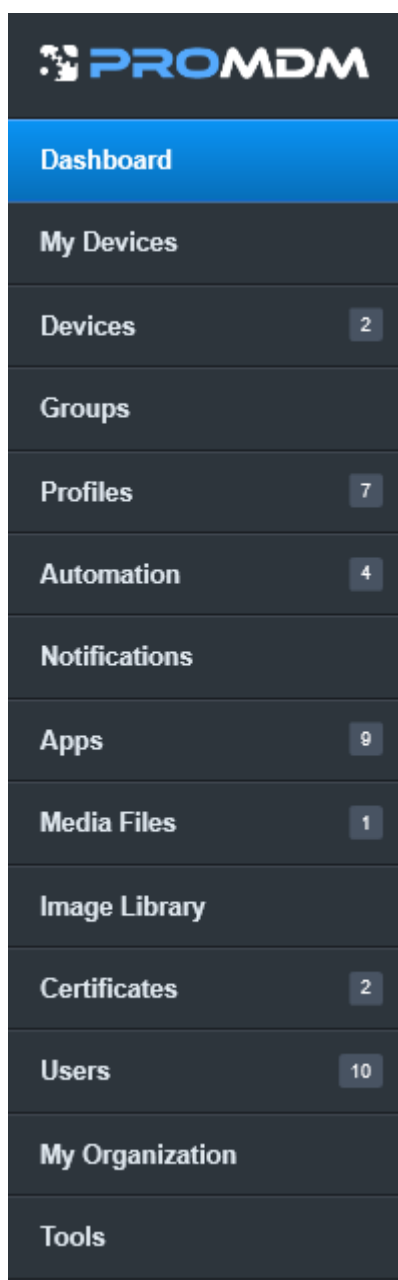 PROMDM
Dashboard
My Devices
Devices 2
Groups
Profiles 7
Automation 4
Notifications
Apps 9
Media Files 1
Image Library
Certificates 2
Users 10
My Organization
Tools